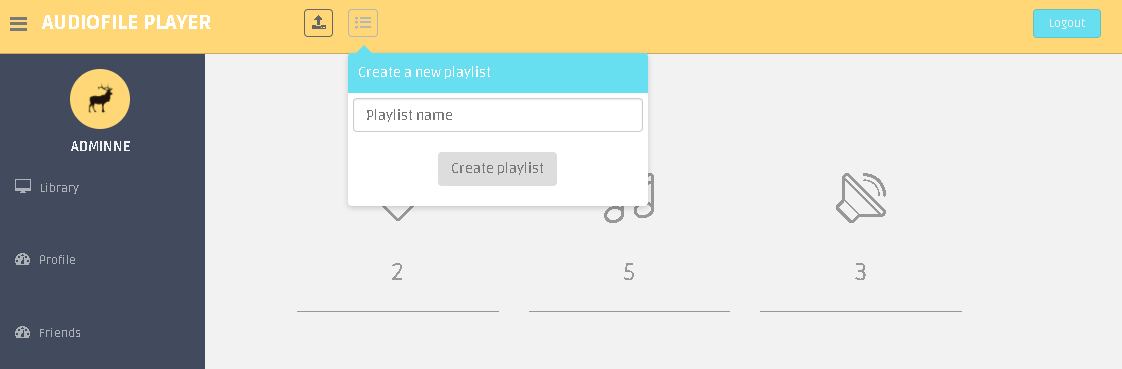 AUDIOFILE PLAYER
Logout
Create a new playlist
Playlist name
Create playlist
ADMINNE
Library
Profile
Friends
2
5
3